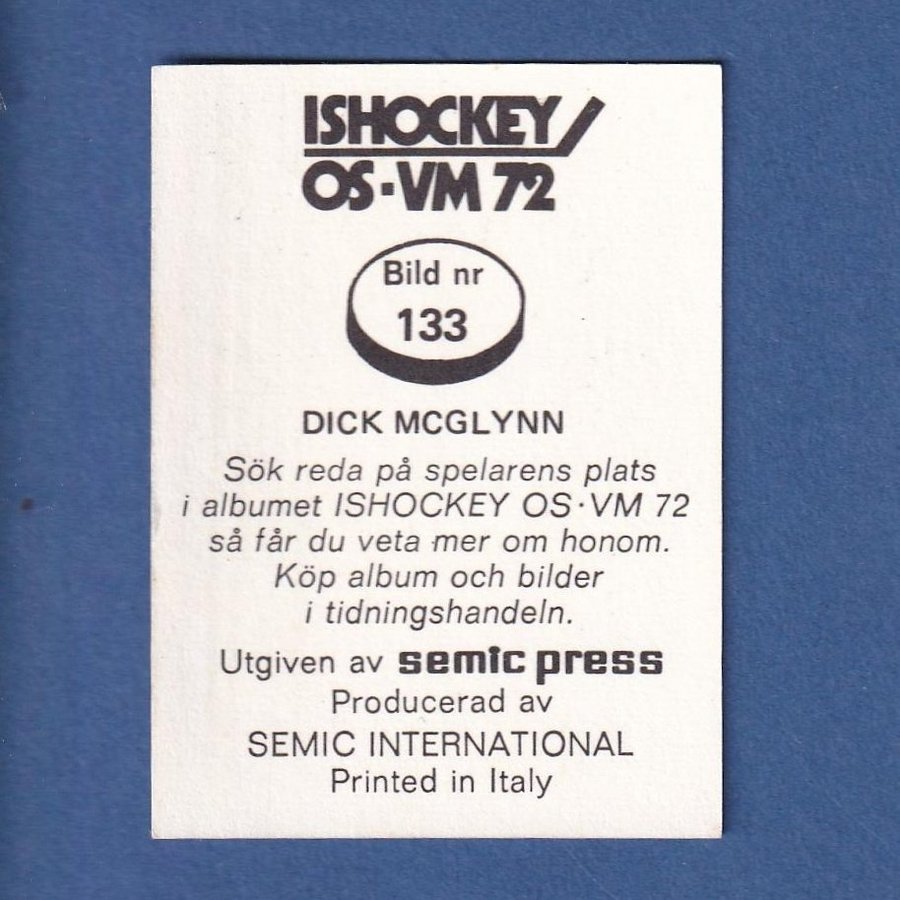 ISHOCKEY
OS·VM 72
Bild nr
133
DICK MCGLYNN
Sök reda på spelarens plats
i albumet ISHOCKEY OS·VM 72
så får du veta mer om honom.
Köp album och bilder
i tidningshandeln.
Utgiven av semic press
Producerad av
SEMIC INTERNATIONAL
Printed in Italy